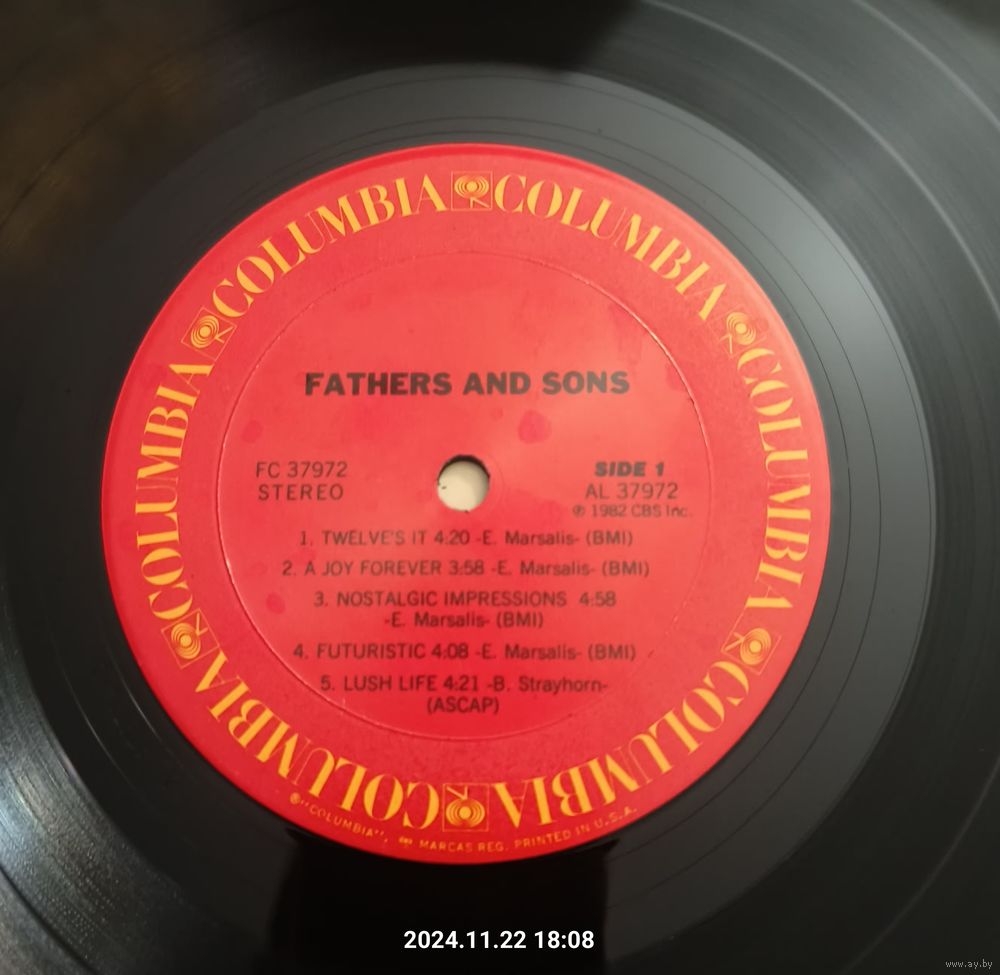 COLUMBIA COLUMBIA COLUMBIA COLUMBIA COLUMBIA COLUMBIA
FATHERS AND SONS
FC 37972
STEREO
SIDE 1
AL 37972
℗ 1982 CBS Inc.
1. TWELVE'S IT 4:20 -E. Marsalis- (BMI)
2. A JOY FOREVER 3:58 -E. Marsalis- (BMI)
3. NOSTALGIC IMPRESSIONS 4:58
-E. Marsalis- (BMI)
4. FUTURISTIC 4:08 -E. Marsalis- (BMI)
5. LUSH LIFE 4:21 -B. Strayhorn-
(ASCAP)
®"COLUMBIA", MARCAS REG. PRINTED IN U.S.A.
2024.11.22 18:08
www.ay.by